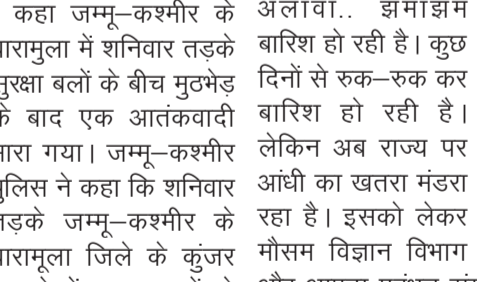 कहा जम्मू–कश्मीर के
बारामुला में शनिवार तड़के
सुरक्षा बलों के बीच मुठभेड़
के बाद एक आतंकवादी
मारा गया। जम्मू–कश्मीर
पुलिस ने कहा कि शनिवार
तड़के जम्मू–कश्मीर के
बारामूला जिले के कुंजर
अलावा.. झमाझम
बारिश हो रही है। कुछ
दिनों से रुक–रुक कर
बारिश हो रही है।
लेकिन अब राज्य पर
आंधी का खतरा मंडरा
रहा है। इसको लेकर
मौसम विज्ञान विभाग